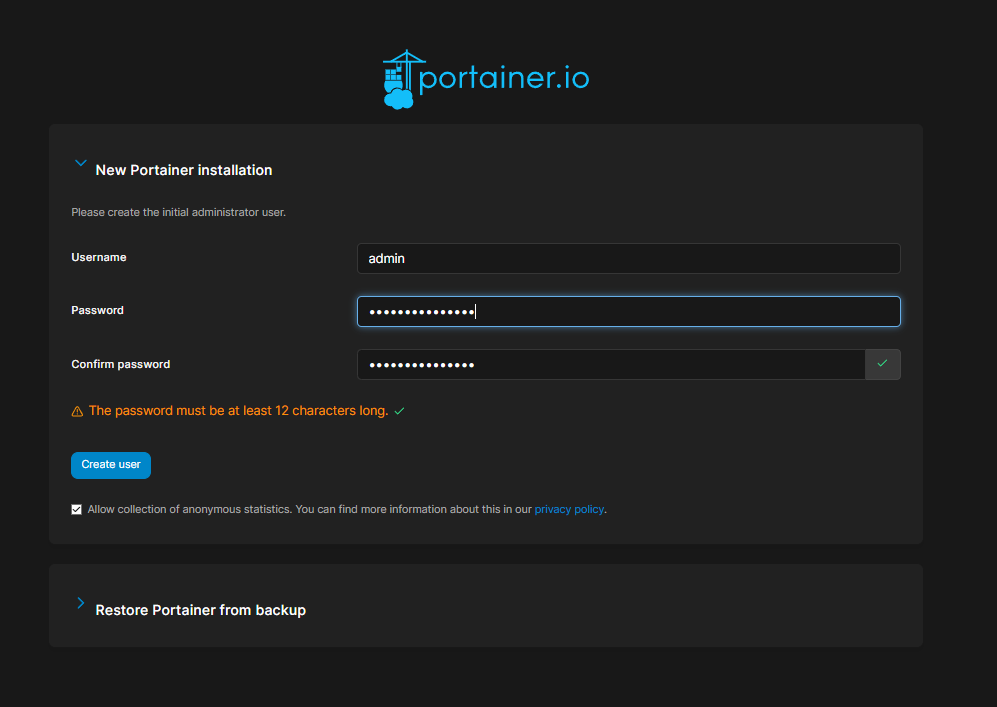 portainer.io
New Portainer installation
Please create the initial administrator user.
Username
admin
Password
•••••••••••••••
Confirm password
•••••••••••••••
The password must be at least 12 characters long.
Create user
Allow collection of anonymous statistics. You can find more information about this in our privacy policy.
Restore Portainer from backup